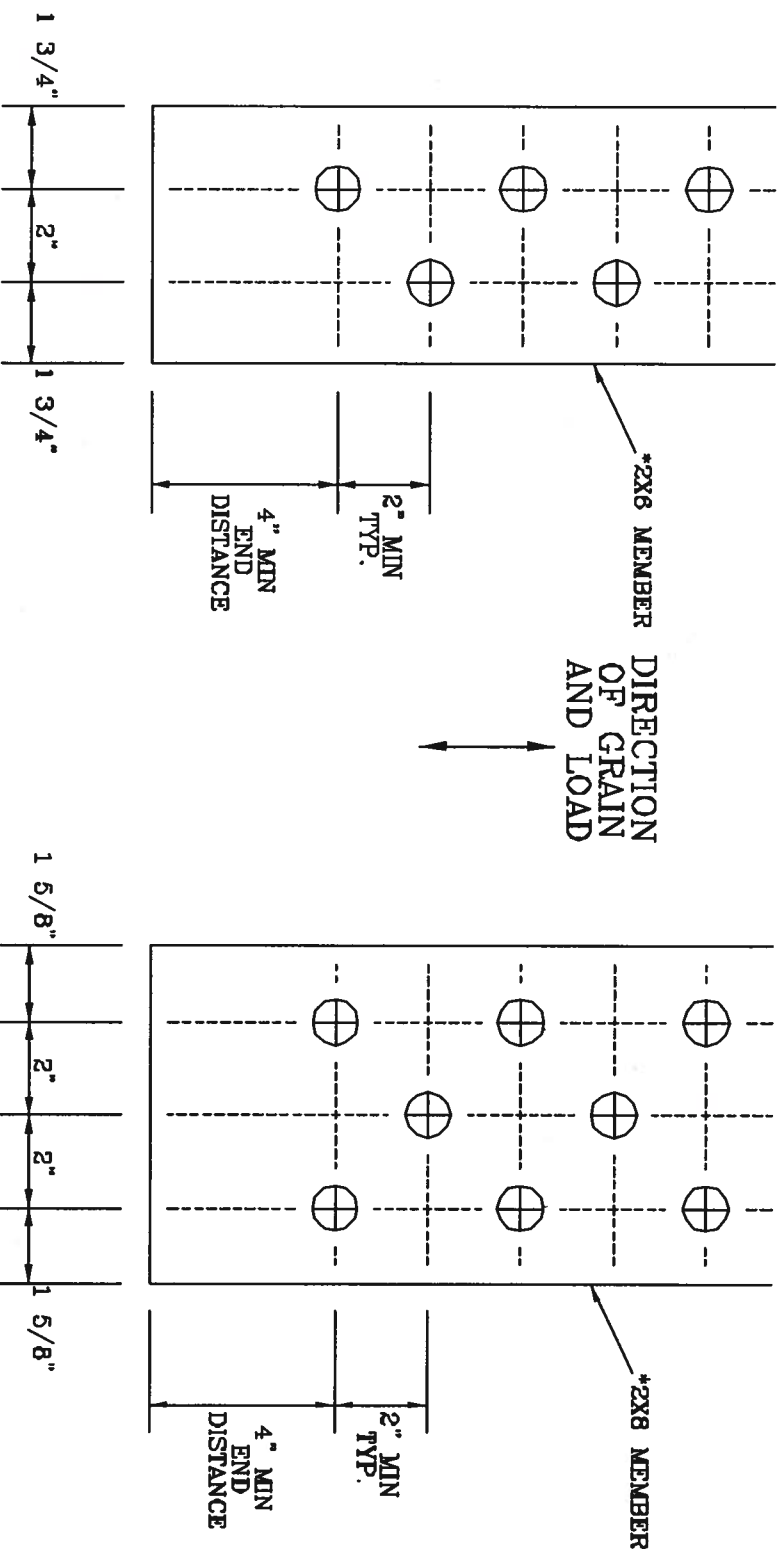 1 3/4"
2"
1 3/4"
*2X6 MEMBER
2" MIN
TYP.
4" MIN
END
DISTANCE
DIRECTION
OF GRAIN
AND LOAD
1 5/8"
2"
2"
1 5/8"
*2X8 MEMBER
2" MIN
TYP.
4" MIN
END
DISTANCE